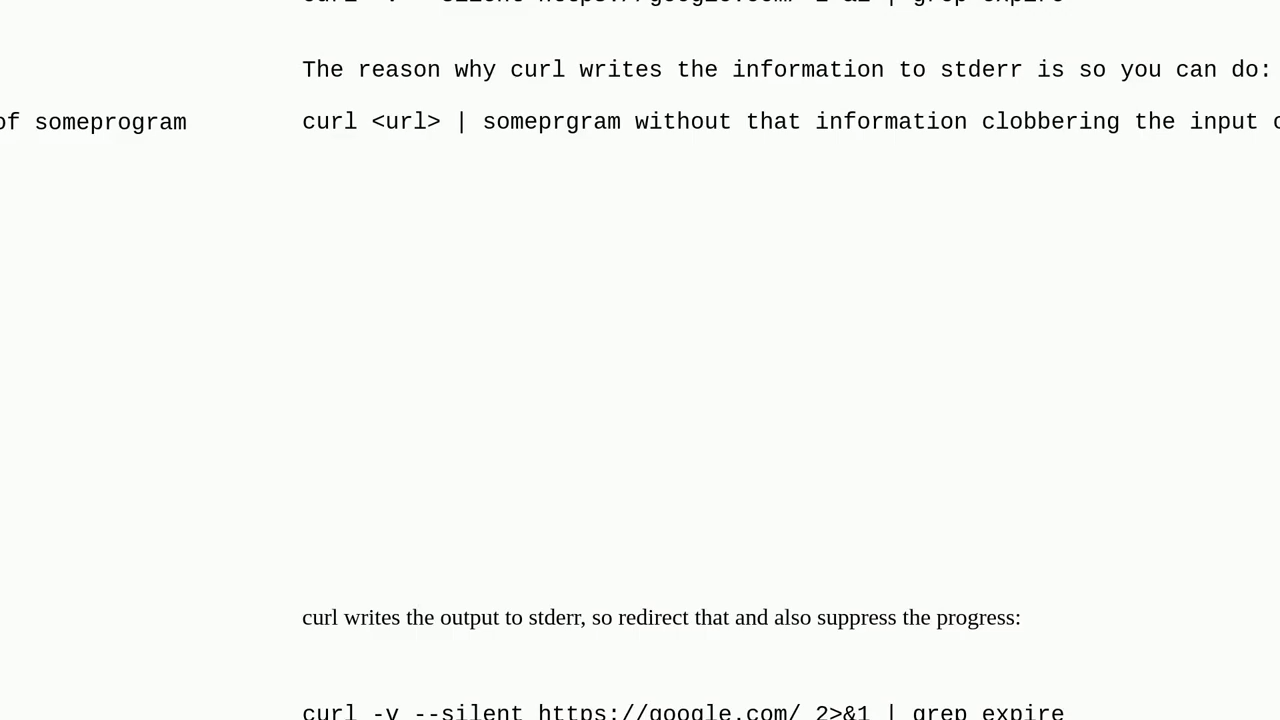 The reason why curl writes the information to stderr is so you can do:
of someprogram
curl <url> | someprgram without that information clobbering the input
curl writes the output to stderr, so redirect that and also suppress the progress:
curl -v --silent https://google.com/ 2>&1 | grep expire